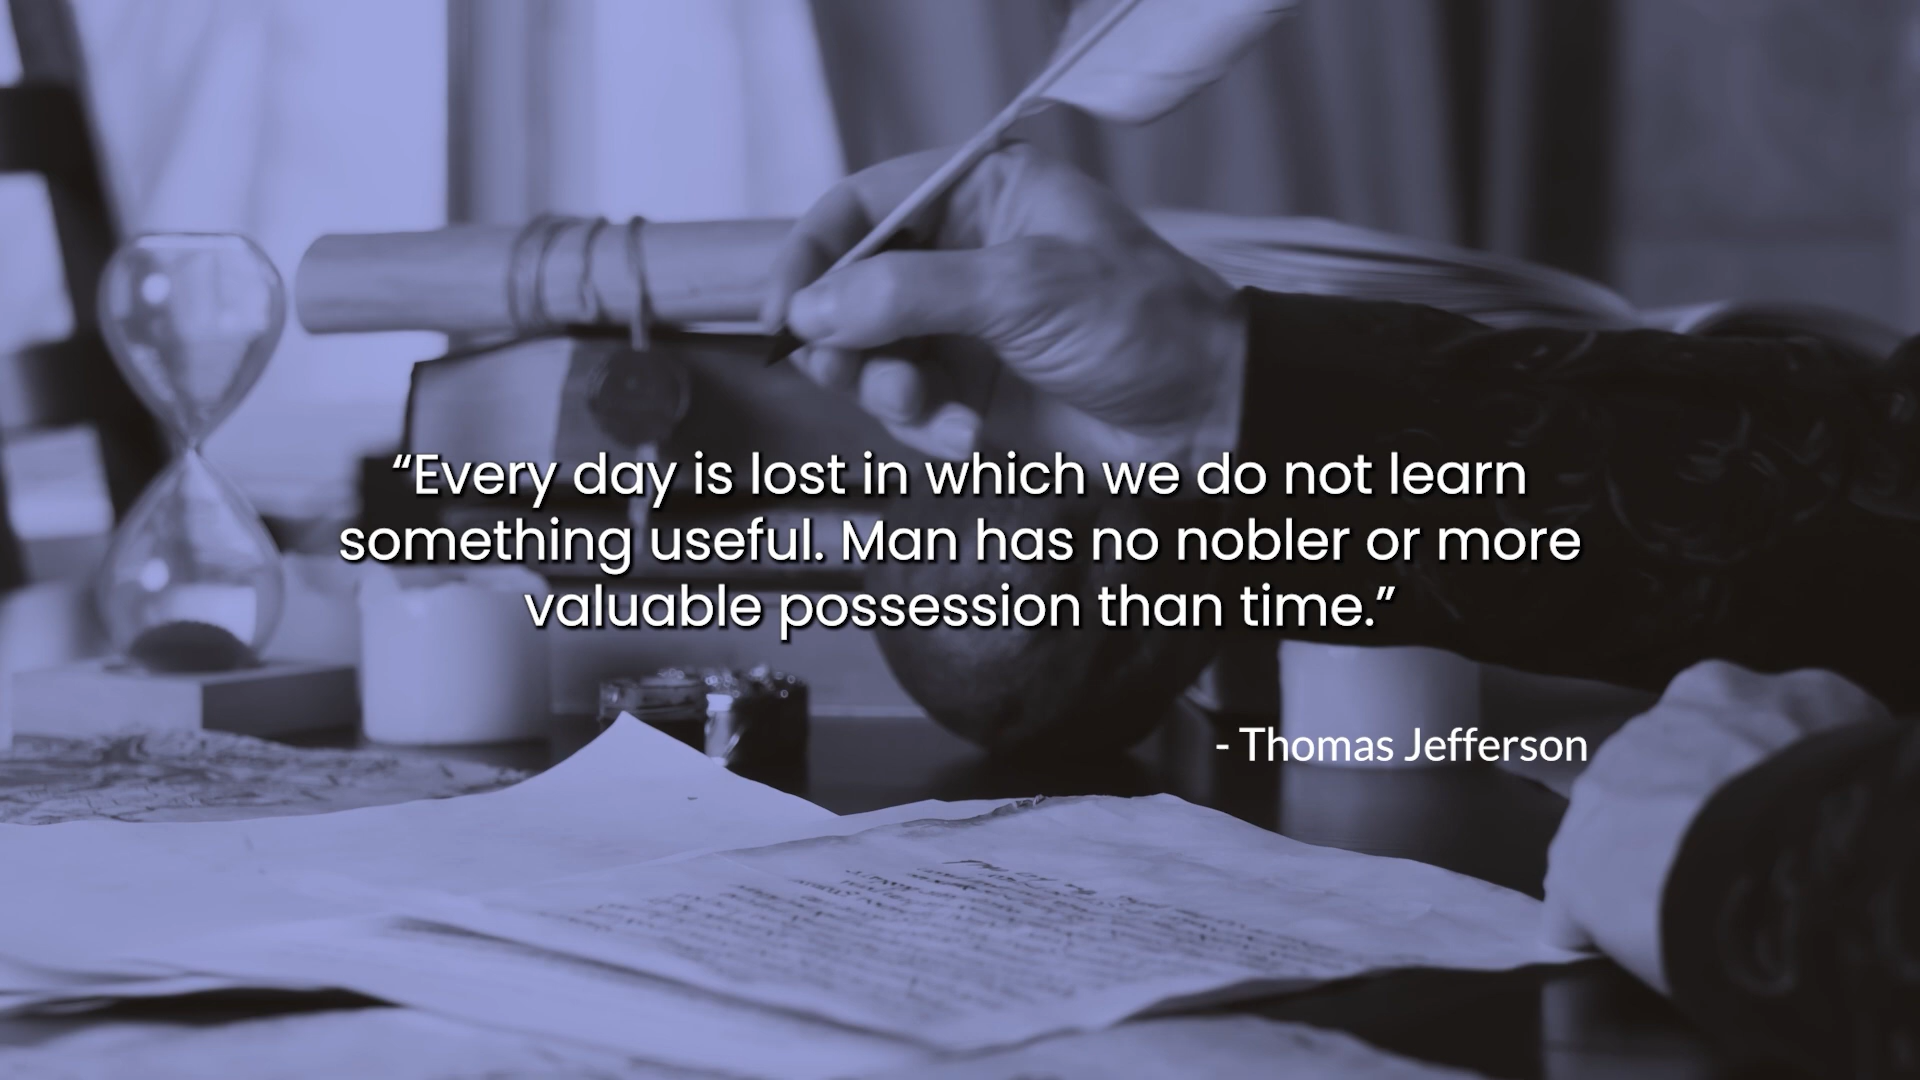 “Every day is lost in which we do not learn
something useful. Man has no nobler or more
valuable possession than time.”
- Thomas Jefferson